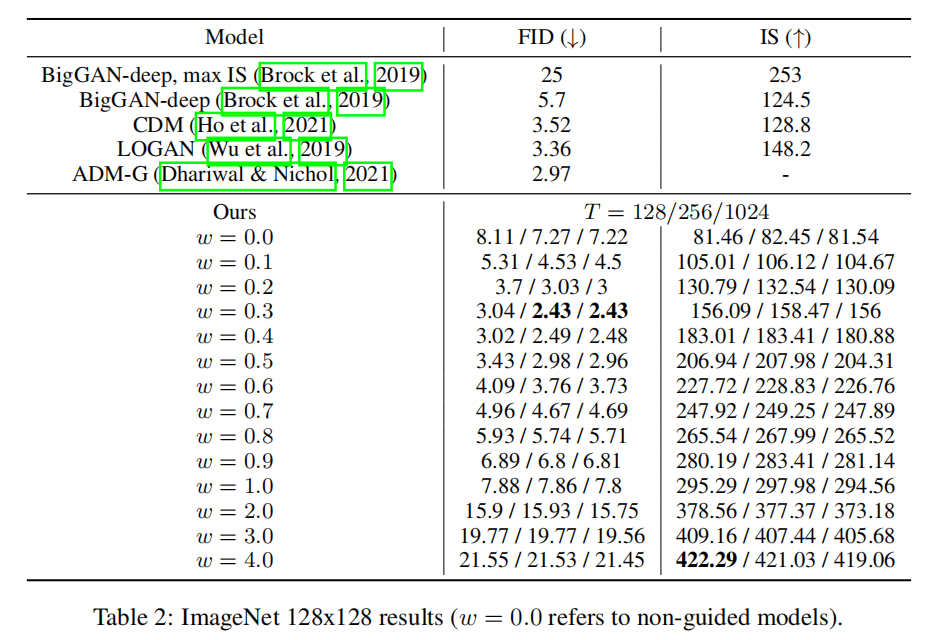 Model FID (↓) IS (↑)
BigGAN-deep, max IS (Brock et al., 2019) 25 253
BigGAN-deep (Brock et al., 2019) 5.7 124.5
CDM (Ho et al., 2021) 3.52 128.8
LOGAN (Wu et al., 2019) 3.36 148.2
ADM-G (Dhariwal & Nichol, 2021) 2.97 -
Ours T = 128/256/1024
w = 0.0 8.11 / 7.27 / 7.22 81.46 / 82.45 / 81.54
w = 0.1 5.31 / 4.53 / 4.5 105.01 / 106.12 / 104.67
w = 0.2 3.7 / 3.03 / 3 130.79 / 132.54 / 130.09
w = 0.3 3.04 / 2.43 / 2.43 156.09 / 158.47 / 156
w = 0.4 3.02 / 2.49 / 2.48 183.01 / 183.41 / 180.88
w = 0.5 3.43 / 2.98 / 2.96 206.94 / 207.98 / 204.31
w = 0.6 4.09 / 3.76 / 3.73 227.72 / 228.83 / 226.76
w = 0.7 4.96 / 4.67 / 4.69 247.92 / 249.25 / 247.89
w = 0.8 5.93 / 5.74 / 5.71 265.54 / 267.99 / 265.52
w = 0.9 6.89 / 6.8 / 6.81 280.19 / 283.41 / 281.14
w = 1.0 7.88 / 7.86 / 7.8 295.29 / 297.98 / 294.56
w = 2.0 15.9 / 15.93 / 15.75 378.56 / 377.37 / 373.18
w = 3.0 19.77 / 19.77 / 19.56 409.16 / 407.44 / 405.68
w = 4.0 21.55 / 21.53 / 21.45 422.29 / 421.03 / 419.06
Table 2: ImageNet 128x128 results (w = 0.0 refers to non-guided models).